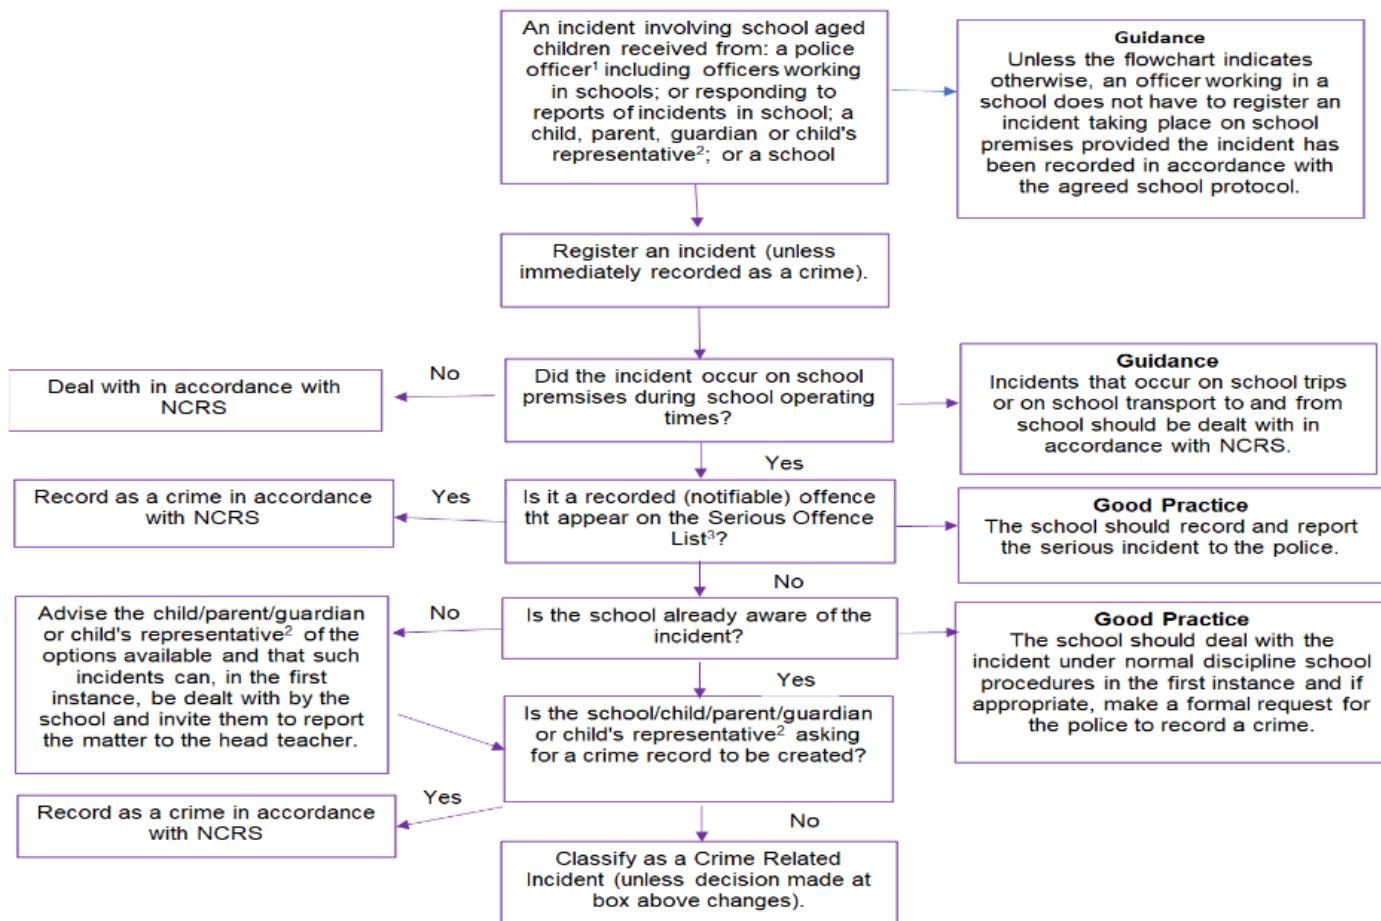 An incident involving school aged
children received from: a police
officer¹ including officers working
in schools; or responding to
reports of incidents in school; a
child, parent, guardian or child's
representative²; or a school
Guidance
Unless the flowchart indicates
otherwise, an officer working in a
school does not have to register an
incident taking place on school
premises provided the incident has
been recorded in accordance with
the agreed school protocol.
Register an incident (unless
immediately recorded as a crime).
Deal with in accordance with
NCRS
No
Did the incident occur on school
premsises during school operating
times?
Guidance
Incidents that occur on school trips
or on school transport to and from
school should be dealt with in
accordance with NCRS.
Yes
Record as a crime in accordance
with NCRS
Yes
Is it a recorded (notifiable) offence
tht appear on the Serious Offence
List³?
Good Practice
The school should record and report
the serious incident to the police.
No
Advise the child/parent/guardian
or child's representative² of the
options available and that such
incidents can, in the first
instance, be dealt with by the
school and invite them to report
the matter to the head teacher.
No
Is the school already aware of the
incident?
Good Practice
The school should deal with the
incident under normal discipline school
procedures in the first instance and if
appropriate, make a formal request for
the police to record a crime.
Yes
Is the school/child/parent/guardian
or child's representative² asking
for a crime record to be created?
Record as a crime in accordance
with NCRS
Yes
No
Classify as a Crime Related
Incident (unless decision made at
box above changes).